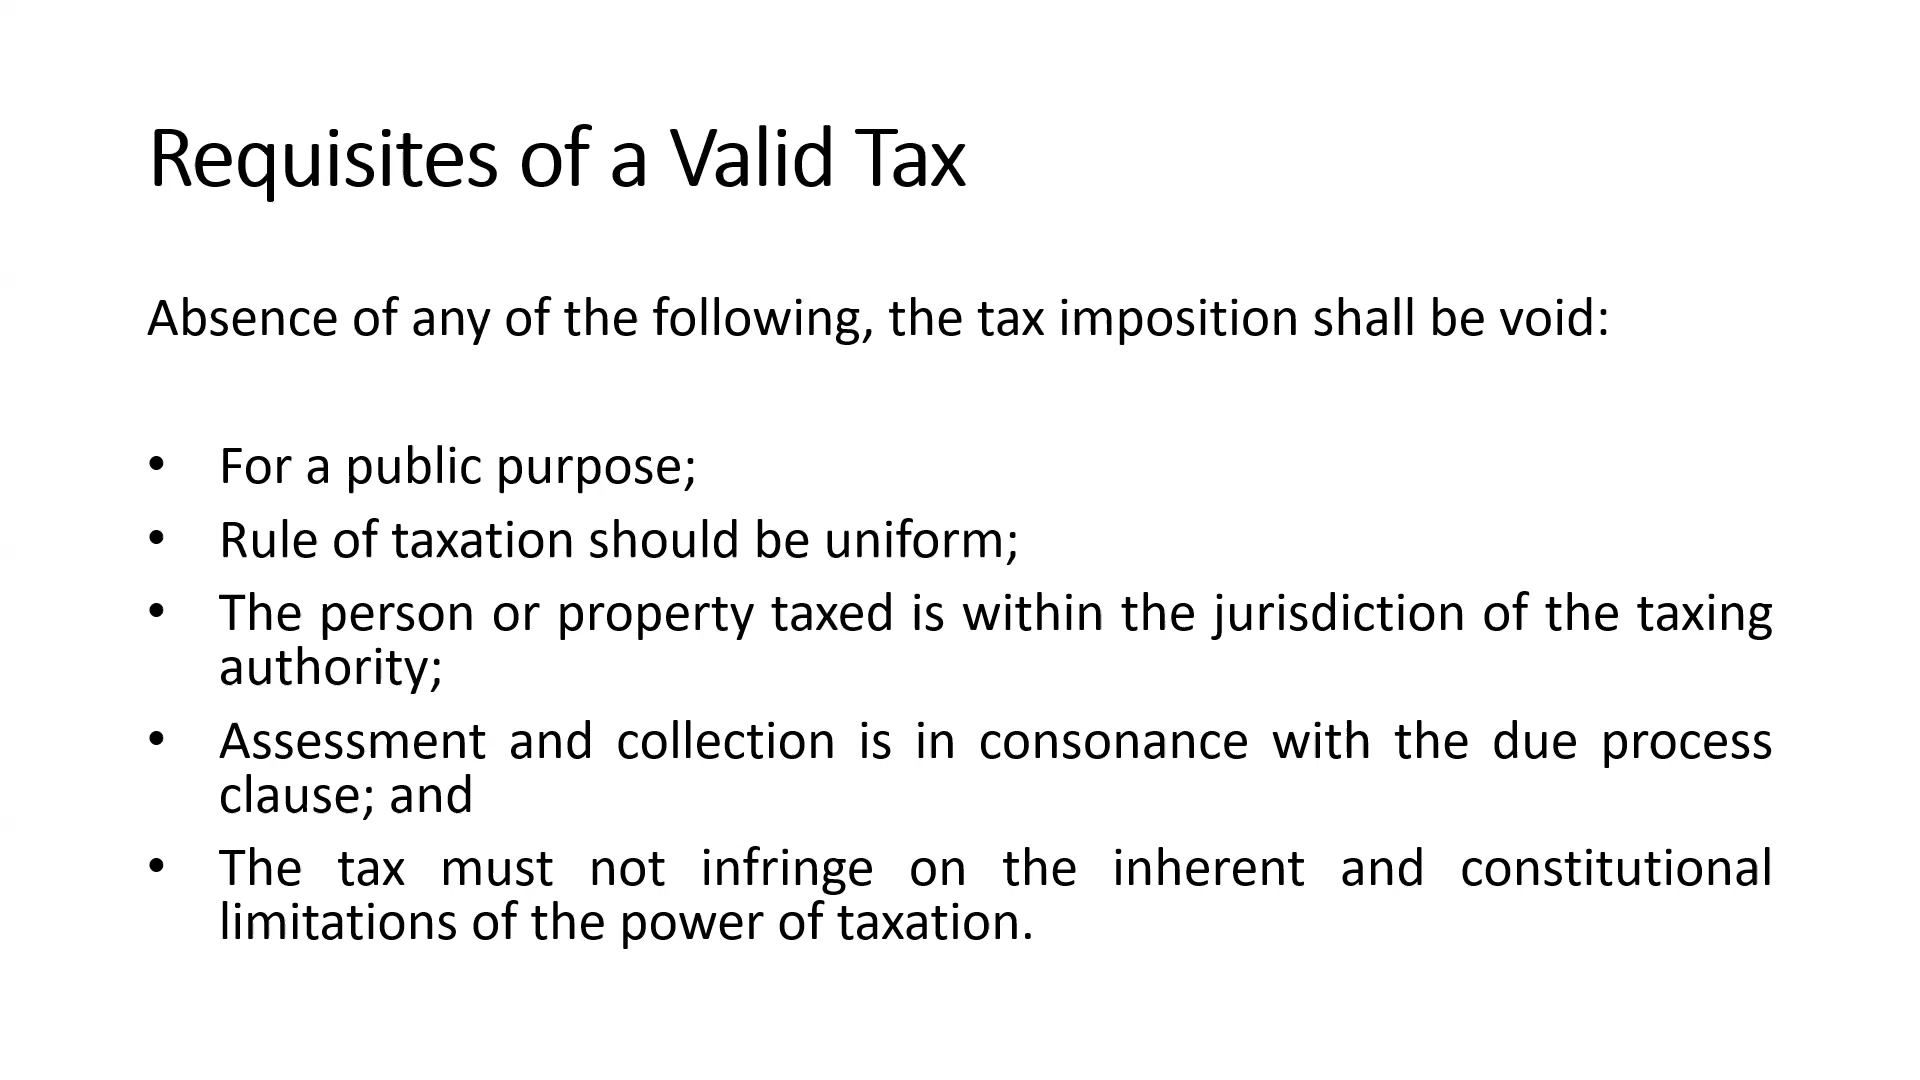 Requisites of a Valid Tax
Absence of any of the following, the tax imposition shall be void:
• For a public purpose;
• Rule of taxation should be uniform;
• The person or property taxed is within the jurisdiction of the taxing
authority;
• Assessment and collection is in consonance with the due process
clause; and
• The tax must not infringe on the inherent and constitutional
limitations of the power of taxation.